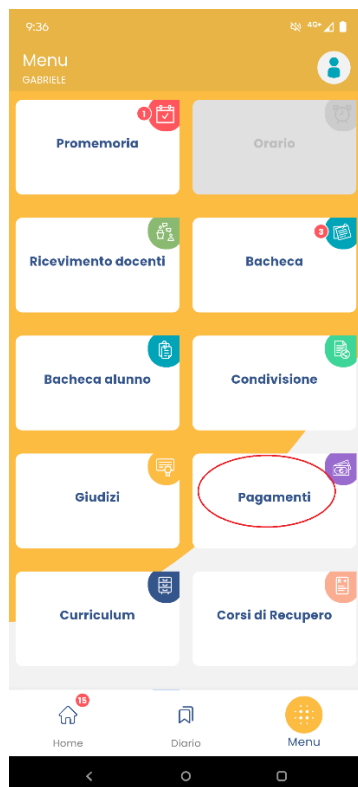 9:36
4G+
Menu
GABRIELE
1
Promemoria
Orario
Ricevimento docenti
3
Bacheca
Bacheca alunno
Condivisione
Giudizi
Pagamenti
Curriculum
Corsi di Recupero
15
Home
Diario
Menu